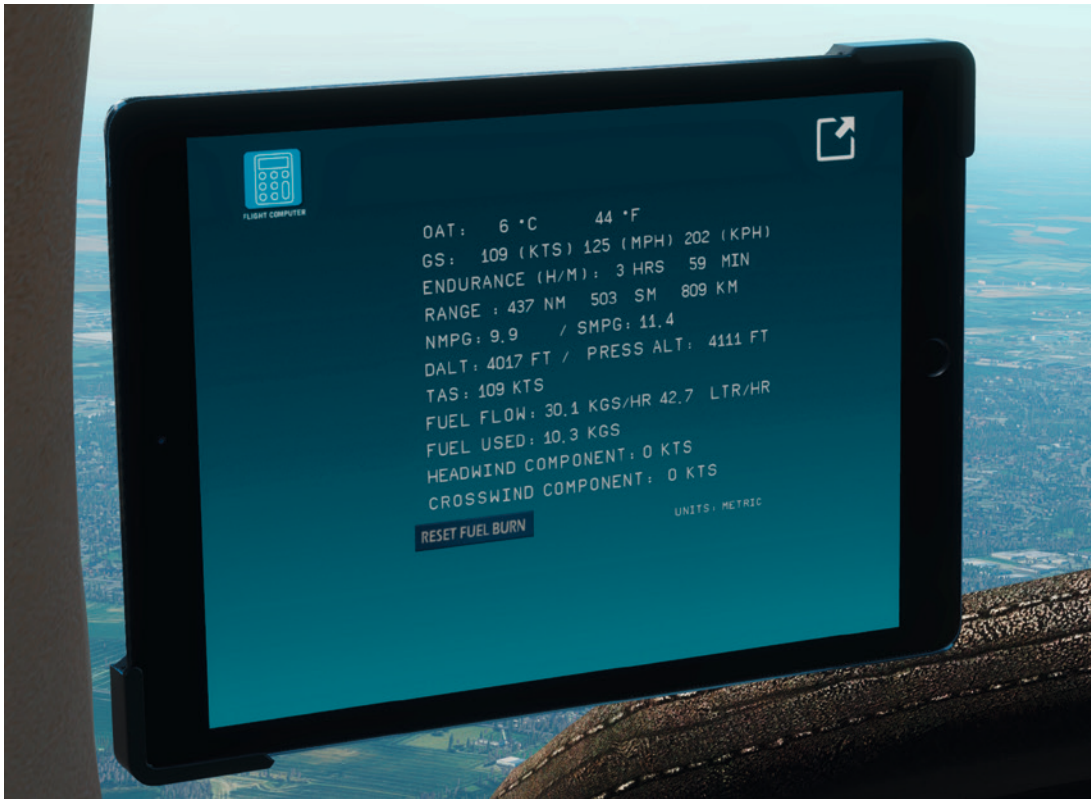 FLIGHT COMPUTER
OAT: 6 °C 44 °F
GS: 109 (KTS) 125 (MPH) 202 (KPH)
ENDURANCE (H/M): 3 HRS 59 MIN
RANGE : 437 NM 503 SM 809 KM
NMPG: 9.9 / SMPG: 11.4
DALT: 4017 FT / PRESS ALT: 4111 FT
TAS: 109 KTS
FUEL FLOW: 30.1 KGS/HR 42.7 LTR/HR
FUEL USED: 10.3 KGS
HEADWIND COMPONENT: 0 KTS
CROSSWIND COMPONENT: 0 KTS
RESET FUEL BURN
UNITS: METRIC